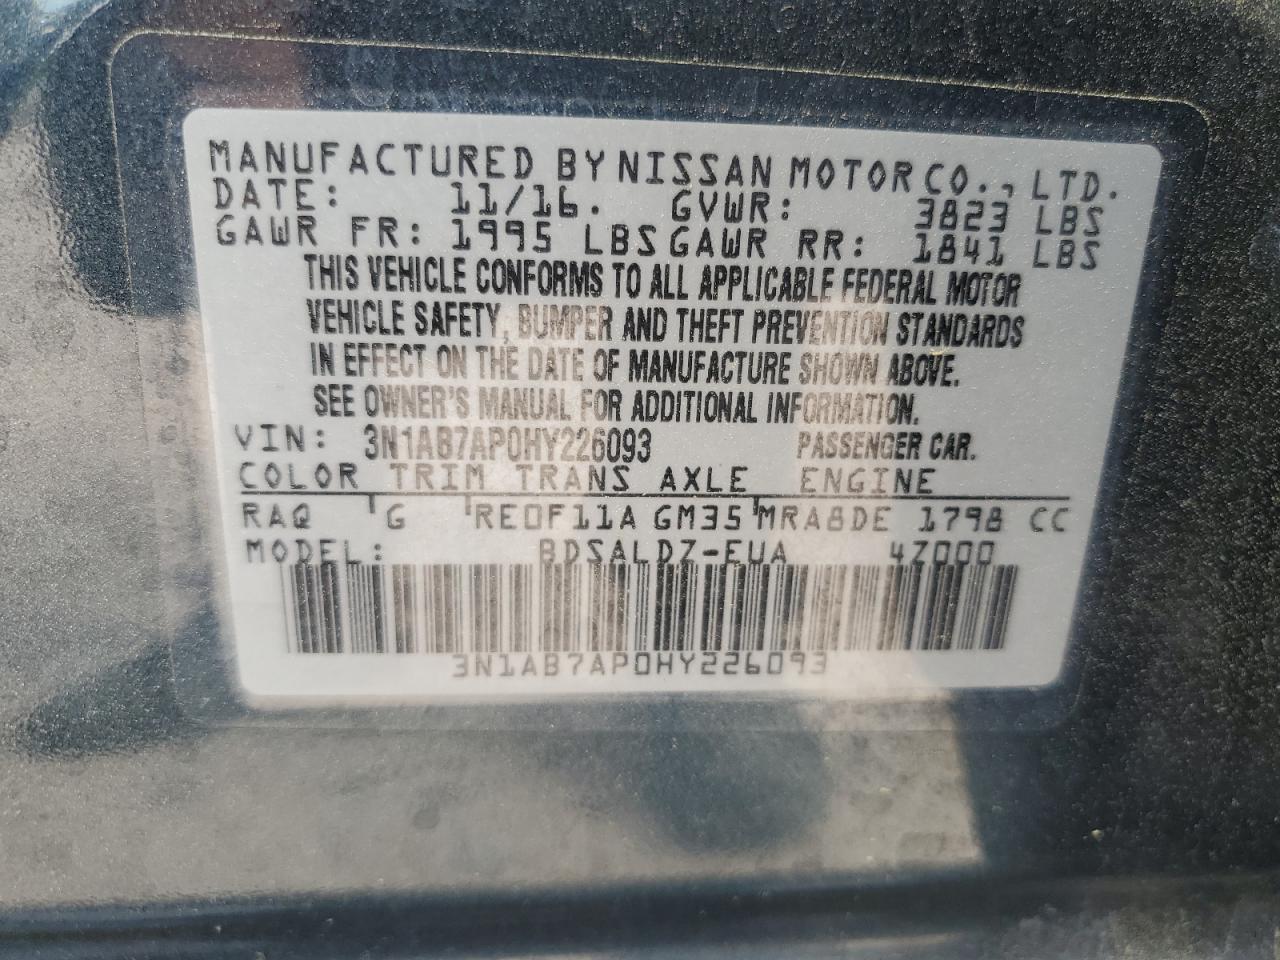 MANUFACTURED BY NISSAN MOTOR CO., LTD.
DATE: 11/16. GVWR: 3823 LBS
GAWR FR: 1995 LBS GAWR RR: 1841 LBS
THIS VEHICLE CONFORMS TO ALL APPLICABLE FEDERAL MOTOR
VEHICLE SAFETY, BUMPER AND THEFT PREVENTION STANDARDS
IN EFFECT ON THE DATE OF MANUFACTURE SHOWN ABOVE.
SEE OWNER'S MANUAL FOR ADDITIONAL INFORMATION.
VIN: 3N1AB7AP0HY226093 PASSENGER CAR.
COLOR TRIM TRANS AXLE ENGINE
RAQ G RE0F11A GM35 MRA8DE 1798 CC
MODEL: BDSALDZ-EUA 4Z000
3N1AB7AP0HY226093